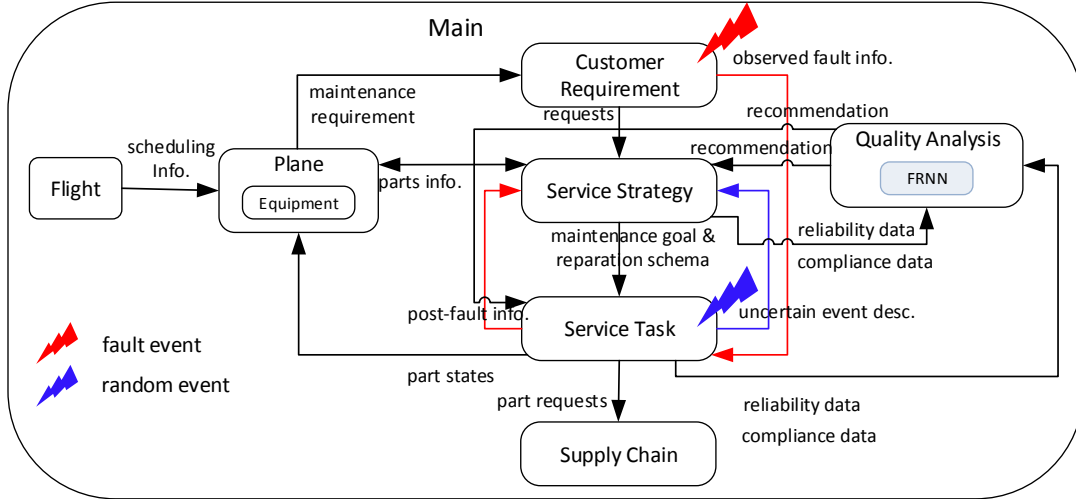 Main
Customer
Requirement
observed fault info.
maintenance
requirement
requests
recommendation
Quality Analysis
recommendation
FRNN
scheduling
Info.
Flight
Plane
Equipment
parts info.
Service Strategy
maintenance goal &
reparation schema
reliability data
compliance data
post-fault info.
Service Task
uncertain event desc.
fault event
random event
part states
part requests
reliability data
compliance data
Supply Chain